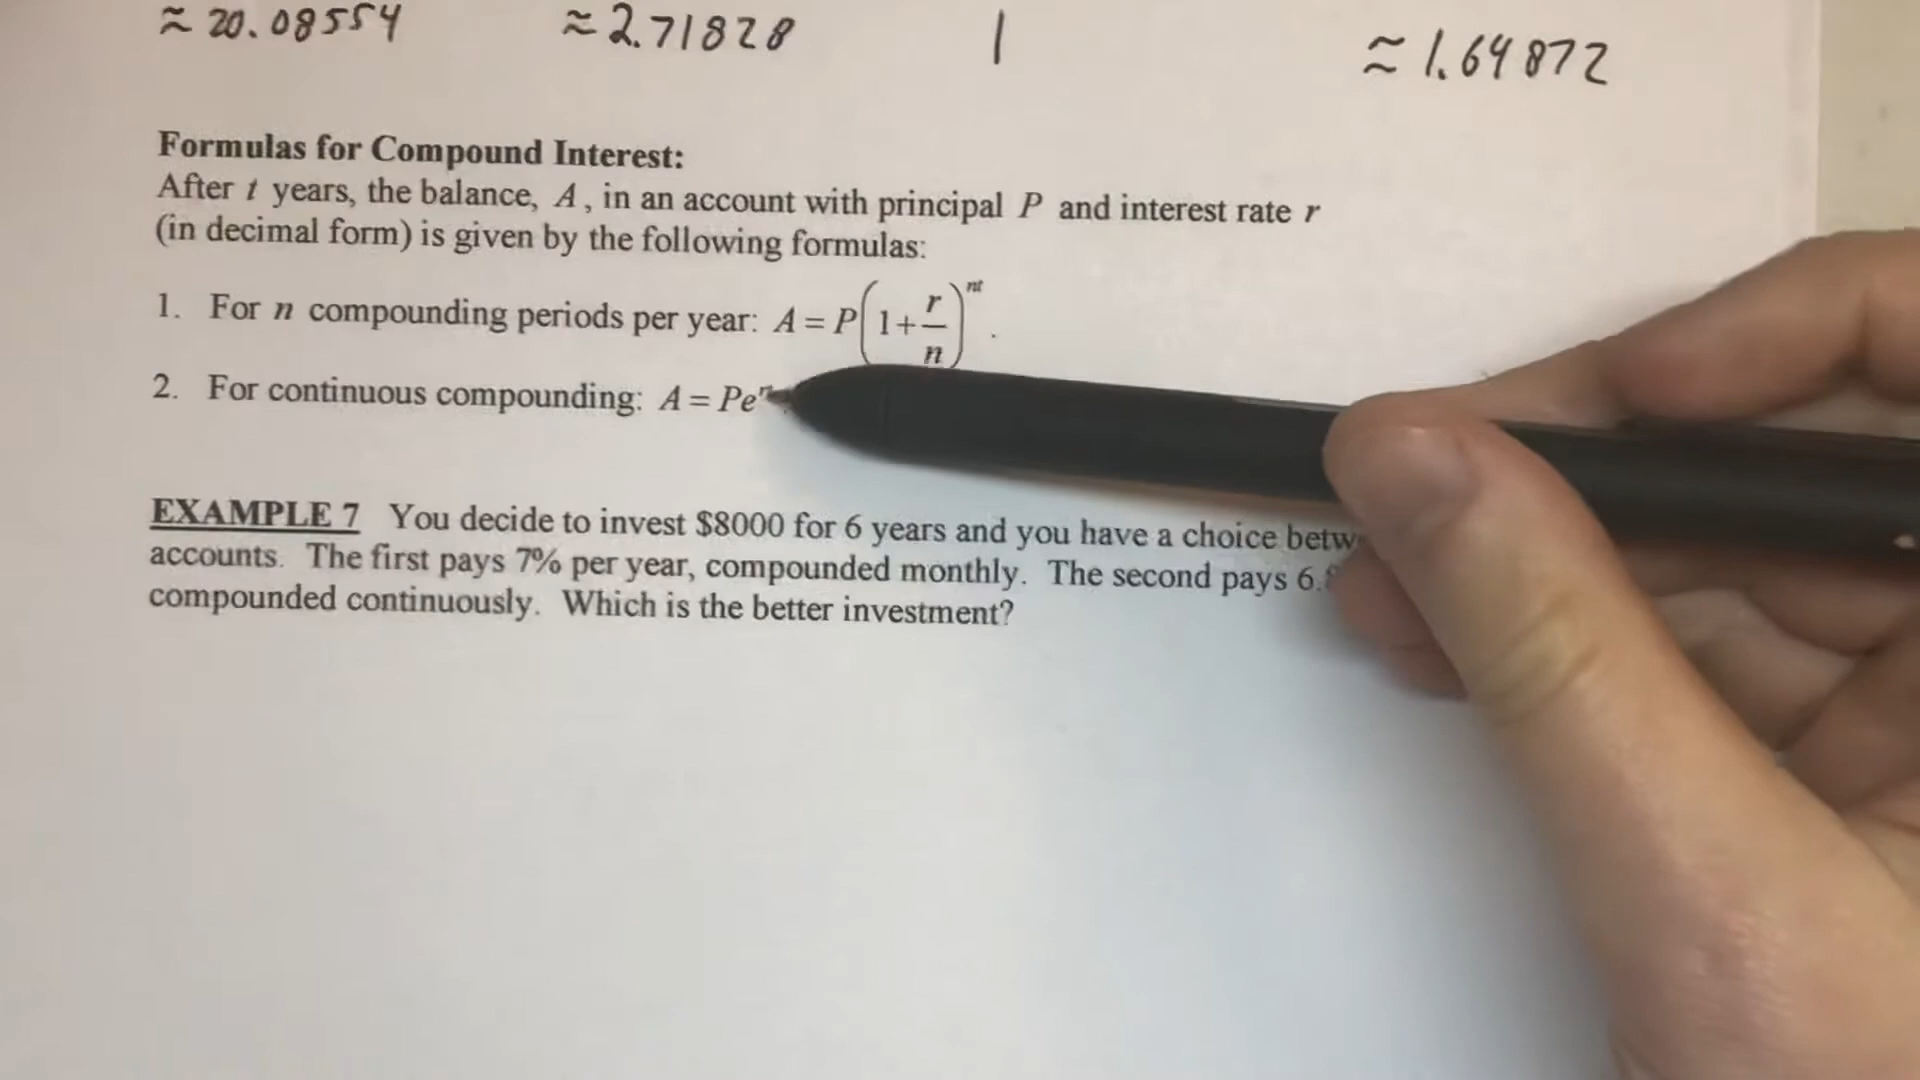 ≈ 20.08554 ≈ 2.71828 1 ≈ 1.64872
Formulas for Compound Interest:
After t years, the balance, A, in an account with principal P and interest rate r
(in decimal form) is given by the following formulas:
1. For n compounding periods per year: A = P(1 + r/n)^nt.
2. For continuous compounding: A = Pe^r
EXAMPLE 7 You decide to invest $8000 for 6 years and you have a choice
accounts. The first pays 7% per year, compounded monthly. The second pays
compounded continuously. Which is the better investment?